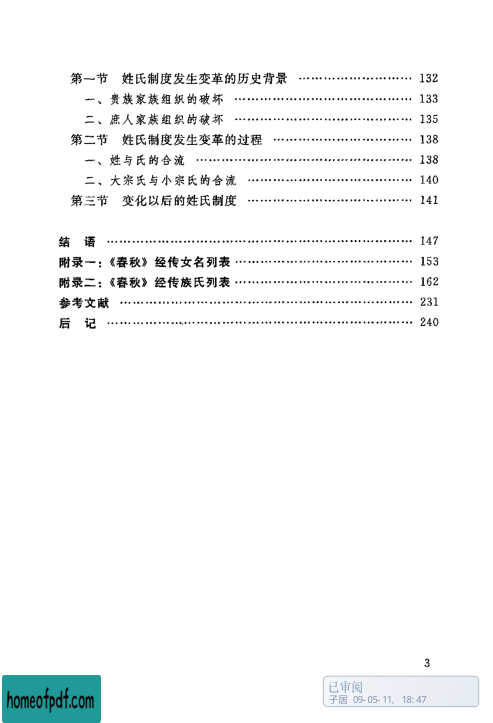 第一节 姓氏制度发生变革的历史背景 ………………………… 132
一、贵族家族组织的破坏 ………………………………………… 133
二、庶人家族组织的破坏 ………………………………………… 135
第二节 姓氏制度发生变革的过程 ……………………………… 138
一、姓与氏的合流 ………………………………………………… 138
二、大宗氏与小宗氏的合流 ……………………………………… 140
第三节 变化以后的姓氏制度 …………………………………… 141
结 语 ……………………………………………………………… 147
附录一:《春秋》经传女名列表 ………………………………… 153
附录二:《春秋》经传族氏列表 ………………………………… 162
参考文献 ………………………………………………………… 231
后 记 ……………………………………………………………… 240
3
homeofpdf.com
已审阅
子居 09-05-11, 18:47